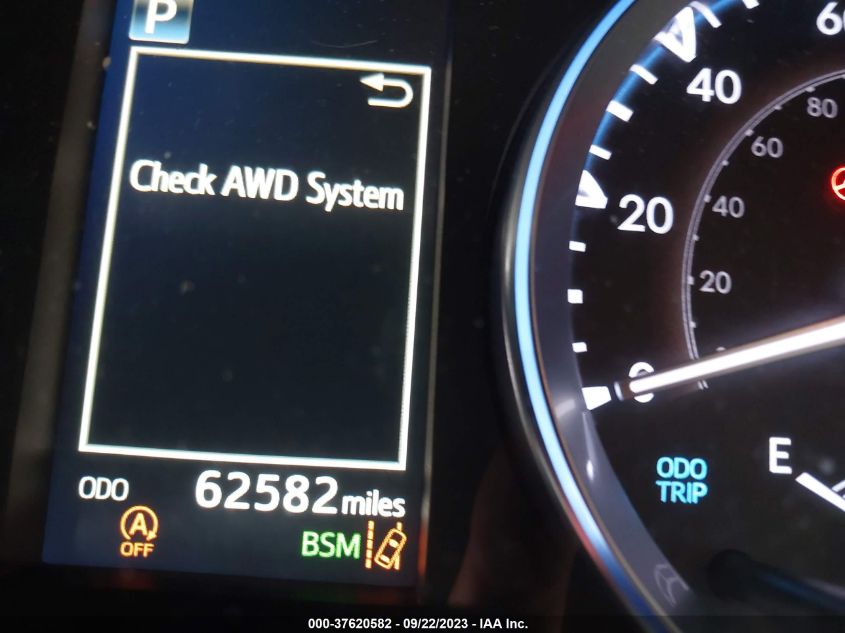 P
Check AWD System
ODO 62582 miles
A
OFF
BSM
60
40
20
0
80
60
40
20
ODO
TRIP
E
000-37620582 - 09/22/2023 - IAA Inc.